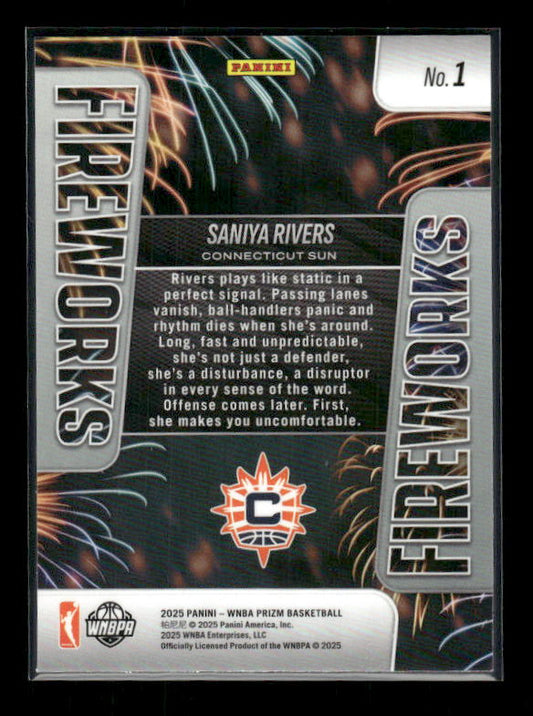 PANINI
No. 1
FIREWORKS
SANIYA RIVERS
CONNECTICUT SUN
Rivers plays like static in a
perfect signal. Passing lanes
vanish, ball-handlers panic and
rhythm dies when she's around.
Long, fast and unpredictable,
she's not just a defender,
she's a disturbance, a disruptor
in every sense of the word.
Offense comes later. First,
she makes you uncomfortable.
FIREWORKS
C
WNBPA
2025 PANINI – WNBA PRIZM BASKETBALL
帕尼尼 © 2025 Panini America, Inc.
2025 WNBA Enterprises, LLC
Officially Licensed Product of the WNBPA © 2025